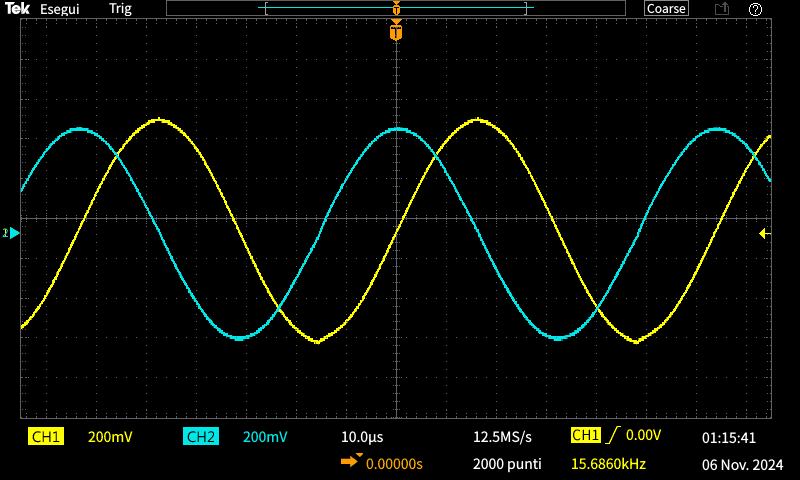 Tek Esegui Trig Coarse ?
T
T
2
CH1 200mV CH2 200mV 10.0µs 12.5MS/s CH1 0.00V 01:15:41
0.00000s 2000 punti 15.6860kHz 06 Nov. 2024